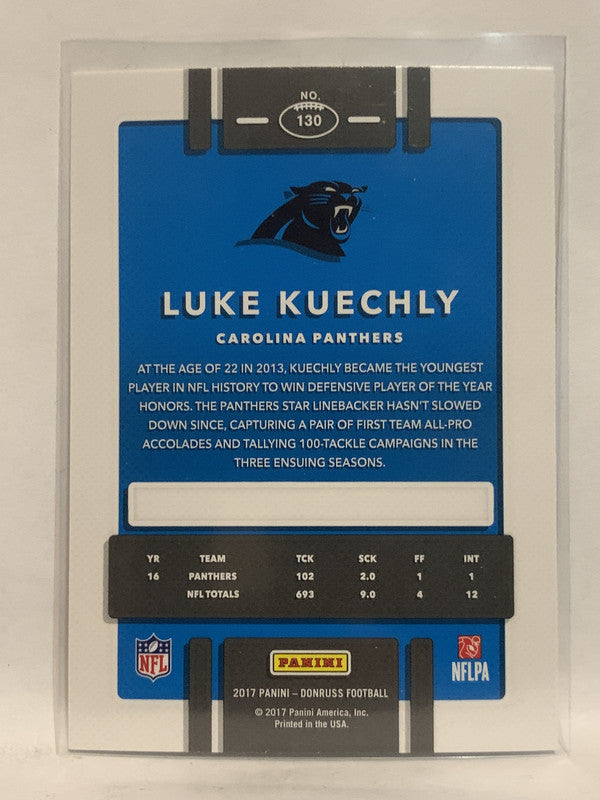 NO.
130
LUKE KUECHLY
CAROLINA PANTHERS
AT THE AGE OF 22 IN 2013, KUECHLY BECAME THE YOUNGEST
PLAYER IN NFL HISTORY TO WIN DEFENSIVE PLAYER OF THE YEAR
HONORS. THE PANTHERS STAR LINEBACKER HASN'T SLOWED
DOWN SINCE, CAPTURING A PAIR OF FIRST TEAM ALL-PRO
ACCOLADES AND TALLYING 100-TACKLE CAMPAIGNS IN THE
THREE ENSUING SEASONS.
YR TEAM TCK SCK FF INT
16 PANTHERS 102 2.0 1 1
NFL TOTALS 693 9.0 4 12
NFL
PANINI
NFLPA
2017 PANINI – DONRUSS FOOTBALL
© 2017 Panini America, Inc.
Printed in the USA.